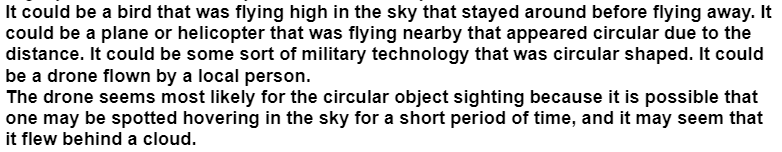 It could be a bird that was flying high in the sky that stayed around before flying away. It
could be a plane or helicopter that was flying nearby that appeared circular due to the
distance. It could be some sort of military technology that was circular shaped. It could
be a drone flown by a local person.
The drone seems most likely for the circular object sighting because it is possible that
one may be spotted hovering in the sky for a short period of time, and it may seem that
it flew behind a cloud.